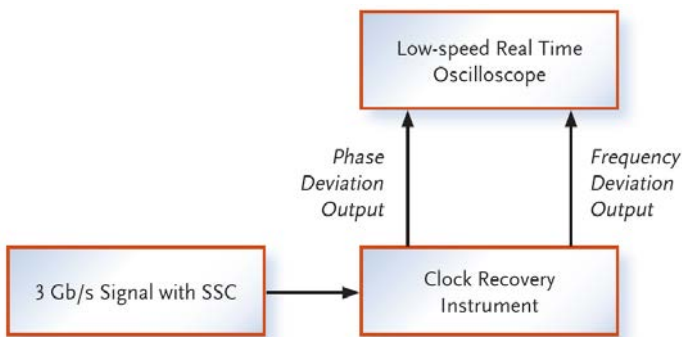 Low-speed Real Time
Oscilloscope
Phase
Deviation
Output
Frequency
Deviation
Output
3 Gb/s Signal with SSC
Clock Recovery
Instrument